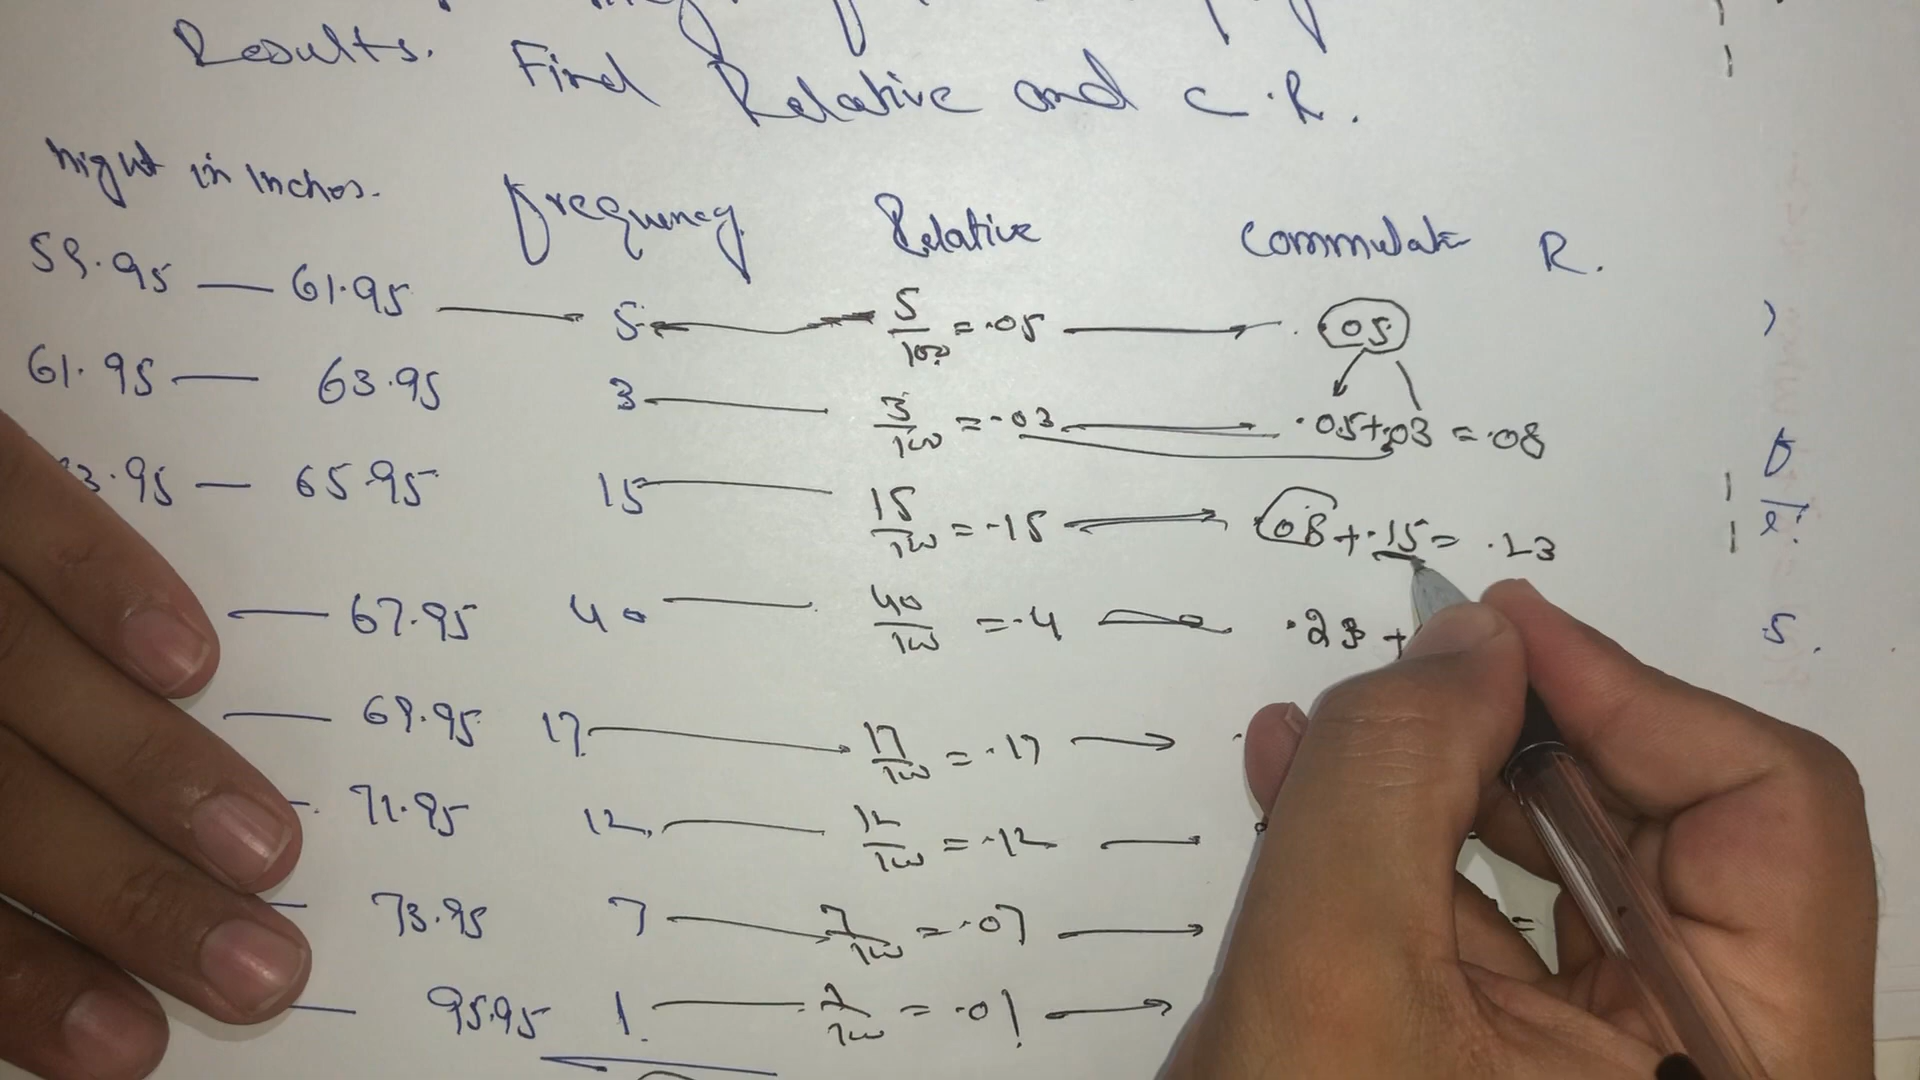 Results. Find Relative and C.R.
hight in Inches. frequency Relative Commulate R.
59.95 — 61.95 5 5/100 = .05 .05
61.95 — 63.95 3 3/100 = .03 .05+.03 = .08
3.95 — 65.95 15 15/100 = .15 .08 + .15 = .23
— 67.95 40 40/100 = .4 .23 +
— 69.95 17 17/100 = .17
71.95 12 12/100 = .12
73.95 7 7/100 = .07
— 95.95 1 = .01